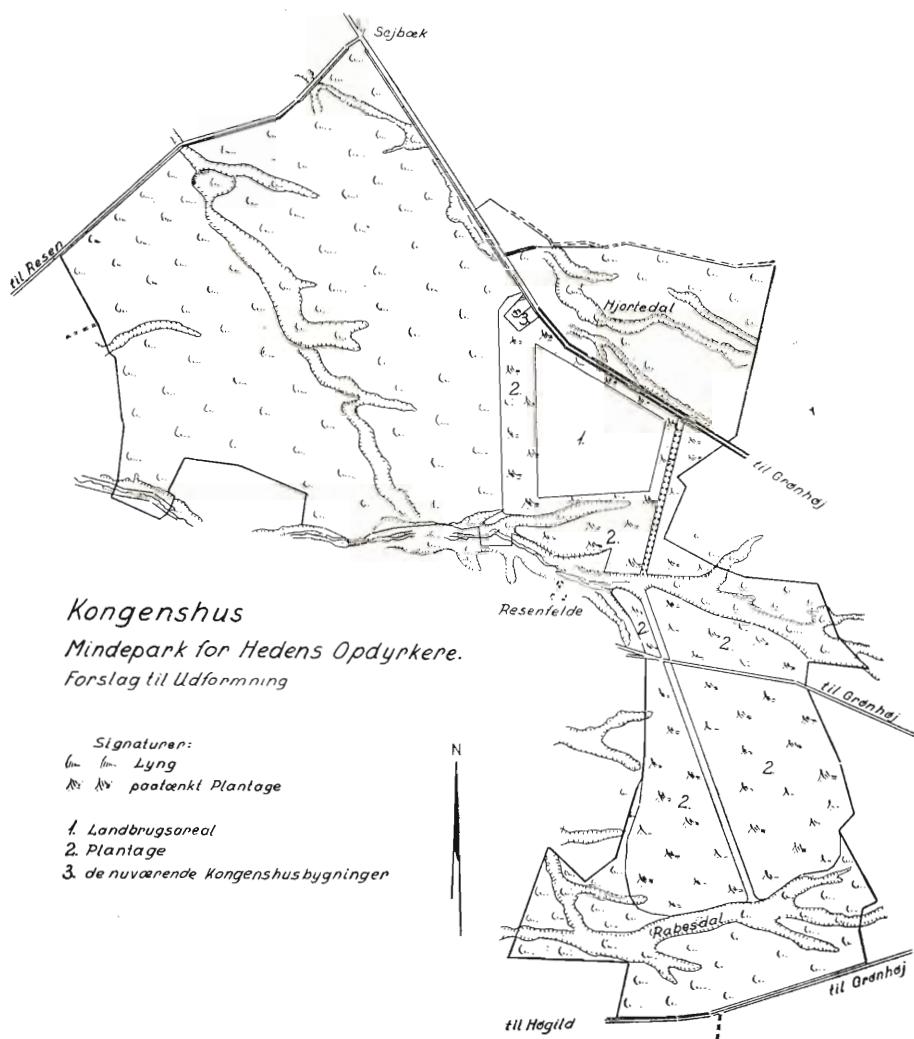 Sejbæk
til Resen
Hjortedal
3
2.
1.
til Grønhøj
2.
Resenfelde
2
2.
til Grønhøj
2.
2.
Rabesdal
til Grønhøj
til Høgild
Kongenshus
Mindepark for Hedens Opdyrkere.
Forslag til Udformning
Signaturer:
Lyng
paatænkt Plantage
1. Landbrugsareal
2. Plantage
3. de nuværende Kongenshusbygninger
N